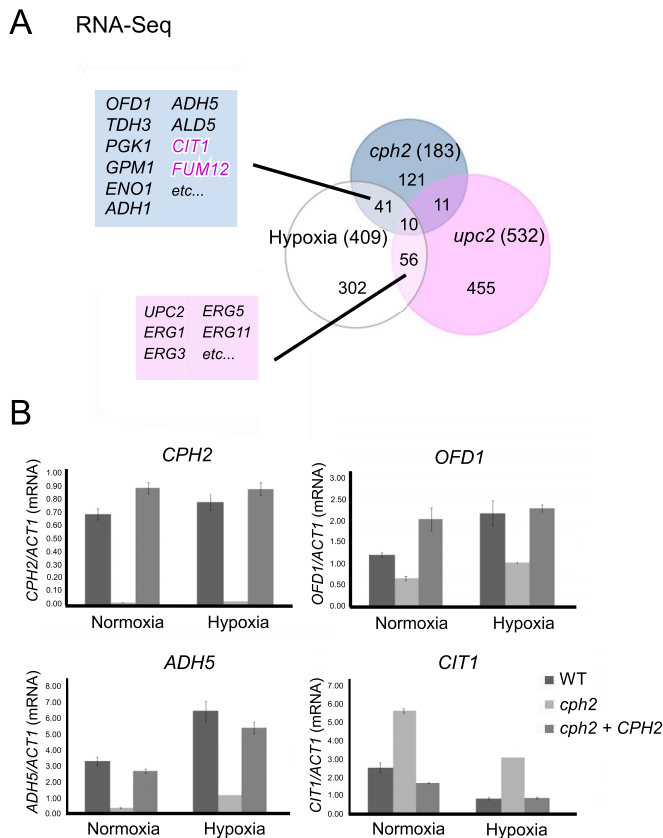 A RNA-Seq
OFD1 ADH5
TDH3 ALD5
PGK1 CIT1
GPM1 FUM12
ENO1 etc...
ADH1
cph2 (183)
121
41 11
10
Hypoxia (409) upc2 (532)
56
302 455
UPC2 ERG5
ERG1 ERG11
ERG3 etc...
B
CPH2
CPH2/ACT1 (mRNA)
1.00
0.90
0.80
0.70
0.60
0.50
0.40
0.30
0.20
0.10
0.00
Normoxia Hypoxia
OFD1
OFD1/ACT1 (mRNA)
3.00
2.50
2.00
1.50
1.00
0.50
0.00
Normoxia Hypoxia
ADH5
ADH5/ACT1 (mRNA)
8.00
7.00
6.00
5.00
4.00
3.00
2.00
1.00
0.00
Normoxia Hypoxia
CIT1
CIT1/ACT1 (mRNA)
7.00
6.00
5.00
4.00
3.00
2.00
1.00
0.00
Normoxia Hypoxia
WT
cph2
cph2 + CPH2